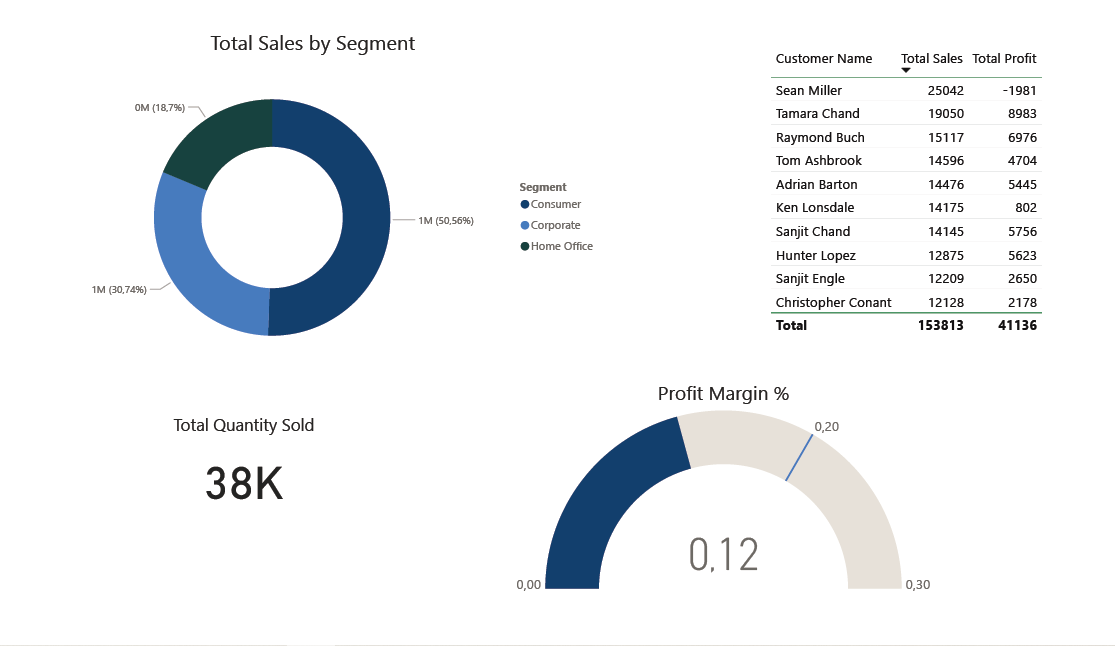 Total Sales by Segment
0M (18,7%)
1M (50,56%)
1M (30,74%)
Segment
Consumer
Corporate
Home Office
Customer Name Total Sales Total Profit
Sean Miller 25042 -1981
Tamara Chand 19050 8983
Raymond Buch 15117 6976
Tom Ashbrook 14596 4704
Adrian Barton 14476 5445
Ken Lonsdale 14175 802
Sanjit Chand 14145 5756
Hunter Lopez 12875 5623
Sanjit Engle 12209 2650
Christopher Conant 12128 2178
Total 153813 41136
Total Quantity Sold
38K
Profit Margin %
0,20
0,12
0,00
0,30